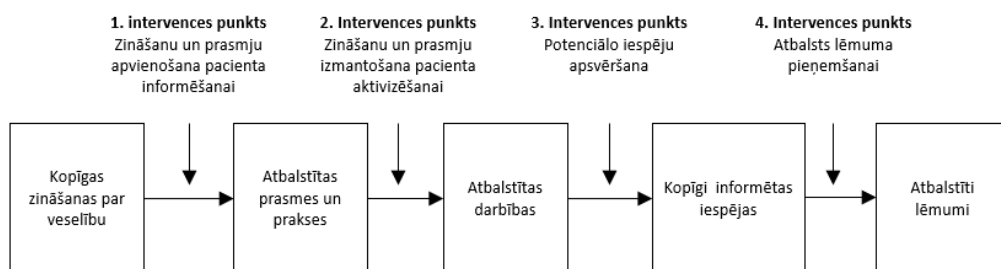 1. intervences punkts
Zināšanu un prasmju
apvienošana pacienta
informēšanai
2. Intervences punkts
Zināšanu un prasmju
izmantošana pacienta
aktivizēšanai
3. Intervences punkts
Potenciālo iespēju
apsvēršana
4. Intervences punkts
Atbalsts lēmuma
pieņemšanai
Kopīgas
zināšanas par
veselību
Atbalstītas
prasmes un
prakses
Atbalstītas
darbības
Kopīgi informētas
iespējas
Atbalstīti
lēmumi